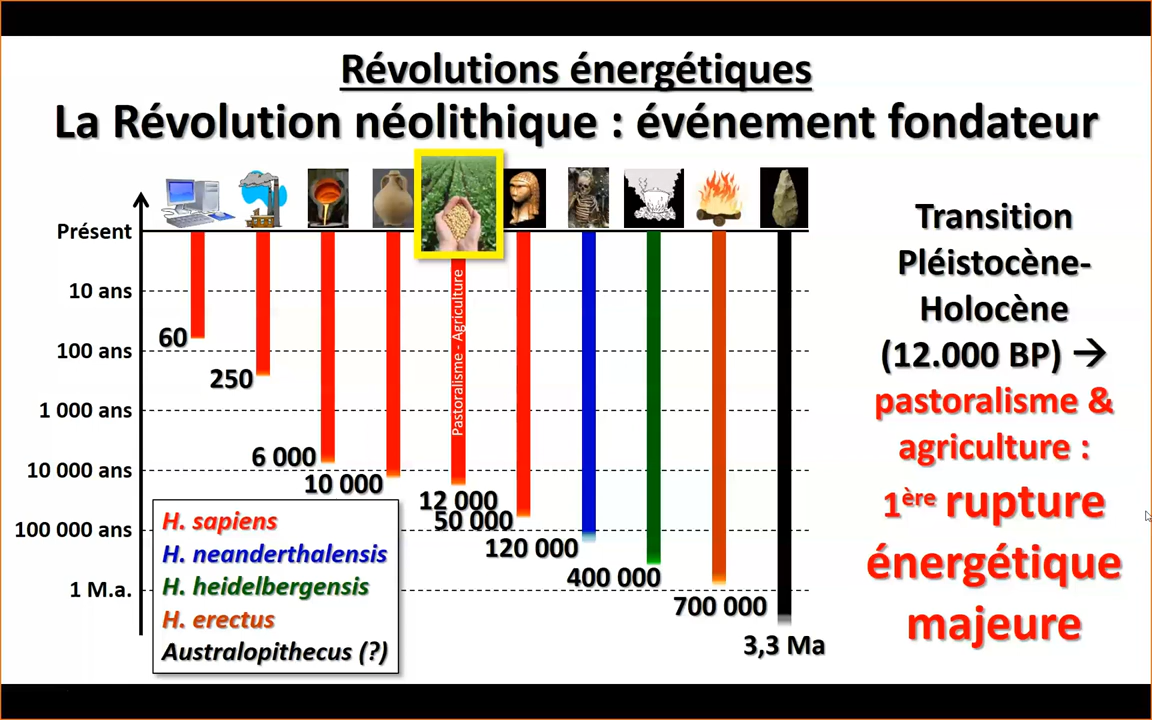 Révolutions énergétiques
La Révolution néolithique : événement fondateur
Présent
10 ans
100 ans
1 000 ans
10 000 ans
100 000 ans
1 M.a.
60
250
6 000
10 000
12 000
50 000
120 000
400 000
700 000
3,3 Ma
Pastoralisme - Agriculture
H. sapiens
H. neanderthalensis
H. heidelbergensis
H. erectus
Australopithecus (?)
Transition
Pléistocène-
Holocène
(12.000 BP) →
pastoralisme &
agriculture :
1ère rupture
énergétique
majeure